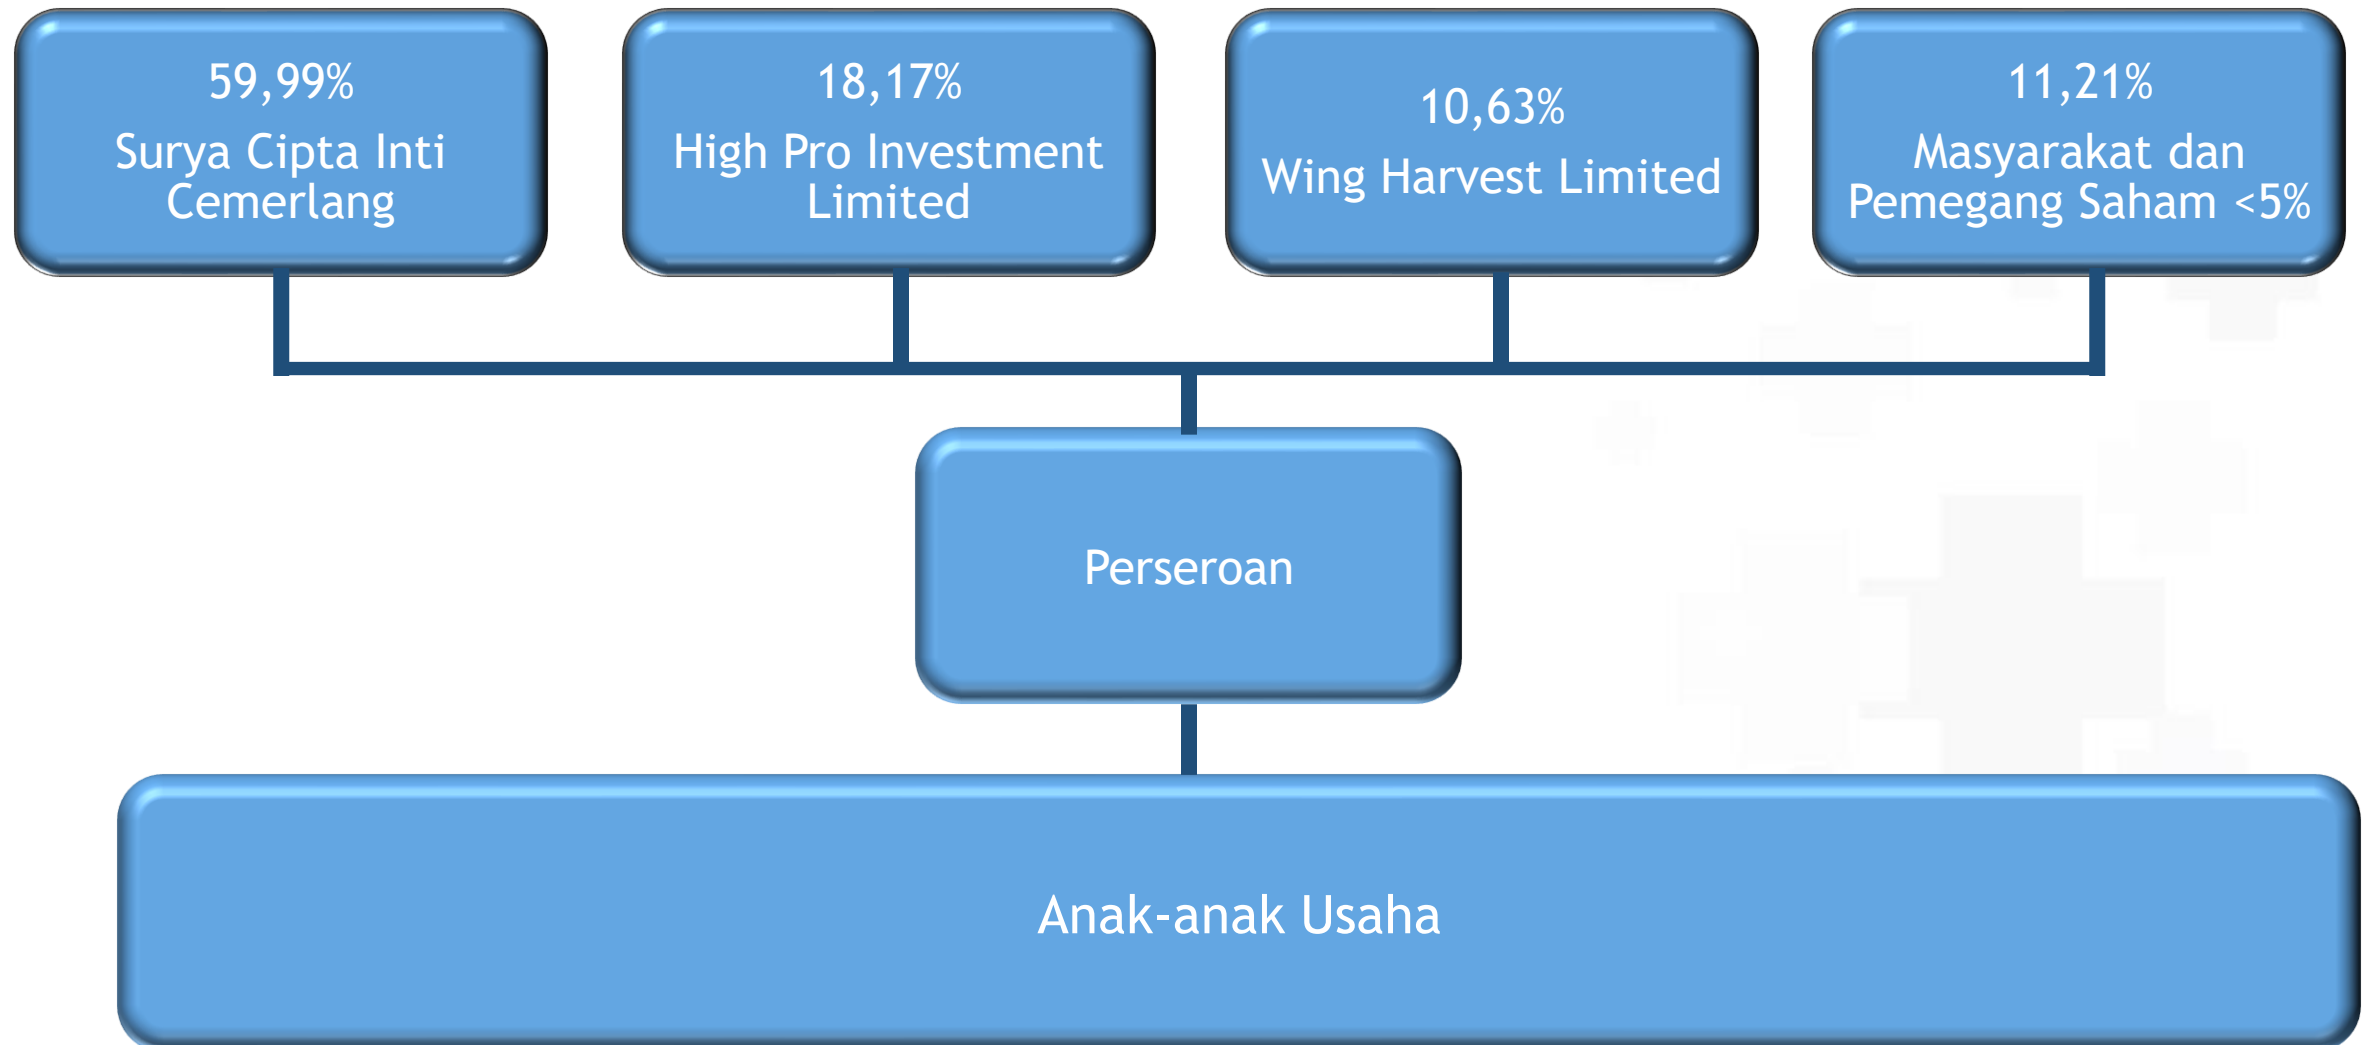 59,99%
Surya Cipta Inti
Cemerlang
18,17%
High Pro Investment
Limited
10,63%
Wing Harvest Limited
11,21%
Masyarakat dan
Pemegang Saham <5%
Perseroan
Anak-anak Usaha